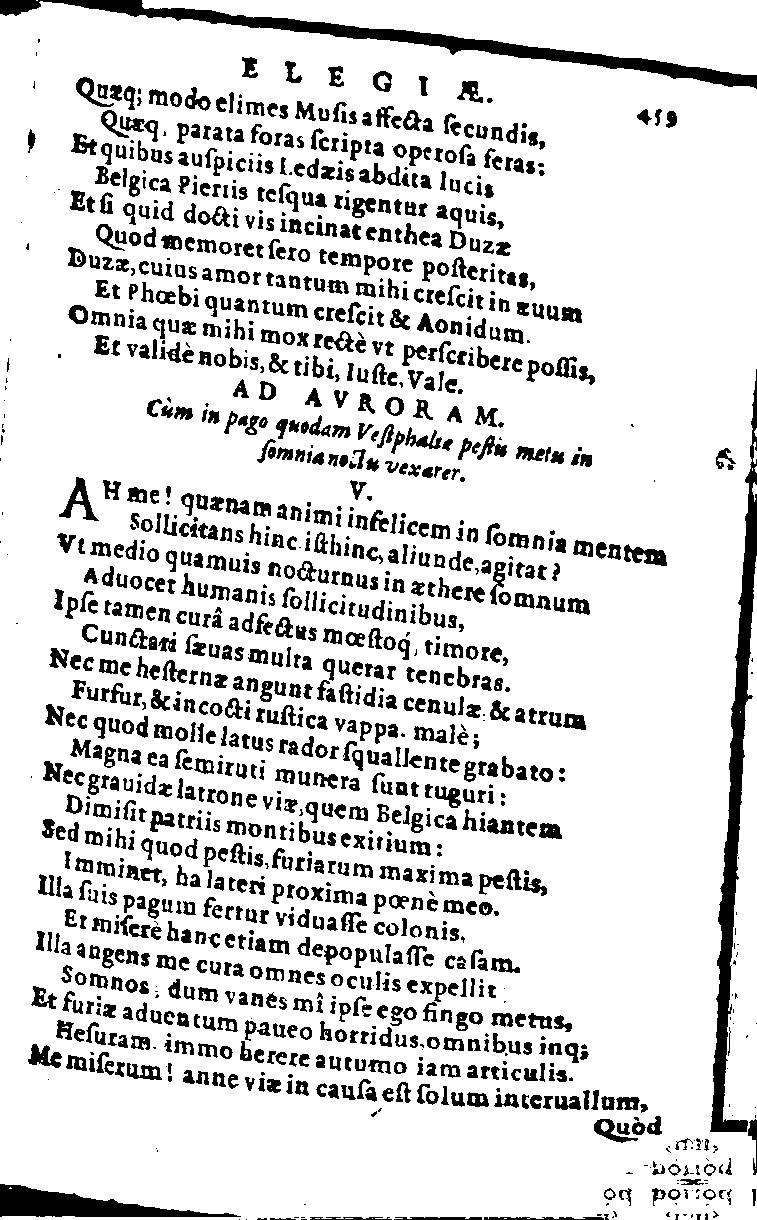 ELEGIÆ.
459
Quæq; modo elimes Musis affecta secundis,
Quæq, parata foras scripta operosa feras;
Et quibus auspiciis Ledæis abdita lucis
Belgica Pieriis tesqua rigentur aquis,
Et si quid docti vis incinat enthea Duzæ
Quod memoret sero tempore posteritas,
Duzæ, cuius amor tantum mihi crescit in æuum
Et Phœbi quantum crescit & Aonidum.
Omnia quæ mihi mox rectè vt perscribere possis,
Et validè nobis, & tibi, Iuste, Vale.
AD AVRORAM.
Cùm in pago quodam Vestphaliæ pestis metu in
somnia noctu vexarer.
V.
AH me! quænam animi infelicem in somnia mentem
Sollicitans hinc isthinc, aliunde, agitat?
Vt medio quamuis nocturnus in æthere somnum
Aduocet humanis sollicitudinibus,
Ipse tamen curâ adfectus mœstoq́, timore,
Cunctari sæuas multa querar tenebras.
Nec me hesternæ angunt fastidia cenulæ, & atrum
Furfur, & incocti rustica vappa. malè;
Nec quod molle latus rador squallente grabato:
Magna ea semiruti munera sunt tuguri:
Nec grauidæ latrone viæ, quem Belgica hiantem
Dimisit patriis montibus exitium:
Sed mihi quod pestis, furiarum maxima pestis,
Imminet, ha lateri proxima pœnè meo.
Illa suis pagum fertur viduasse colonis,
Et miserè hanc etiam depopulasse casam.
Illa angens me cura omnes oculis expellit
Somnos, dum vanes mî ipse ego fingo metus,
Et furiæ aduentum paueo horridus, omnibus inq;
Hesuram. immo herere autumo iam articulis.
Me miserum! anne viæ in causa est solum interuallum,
Quòd